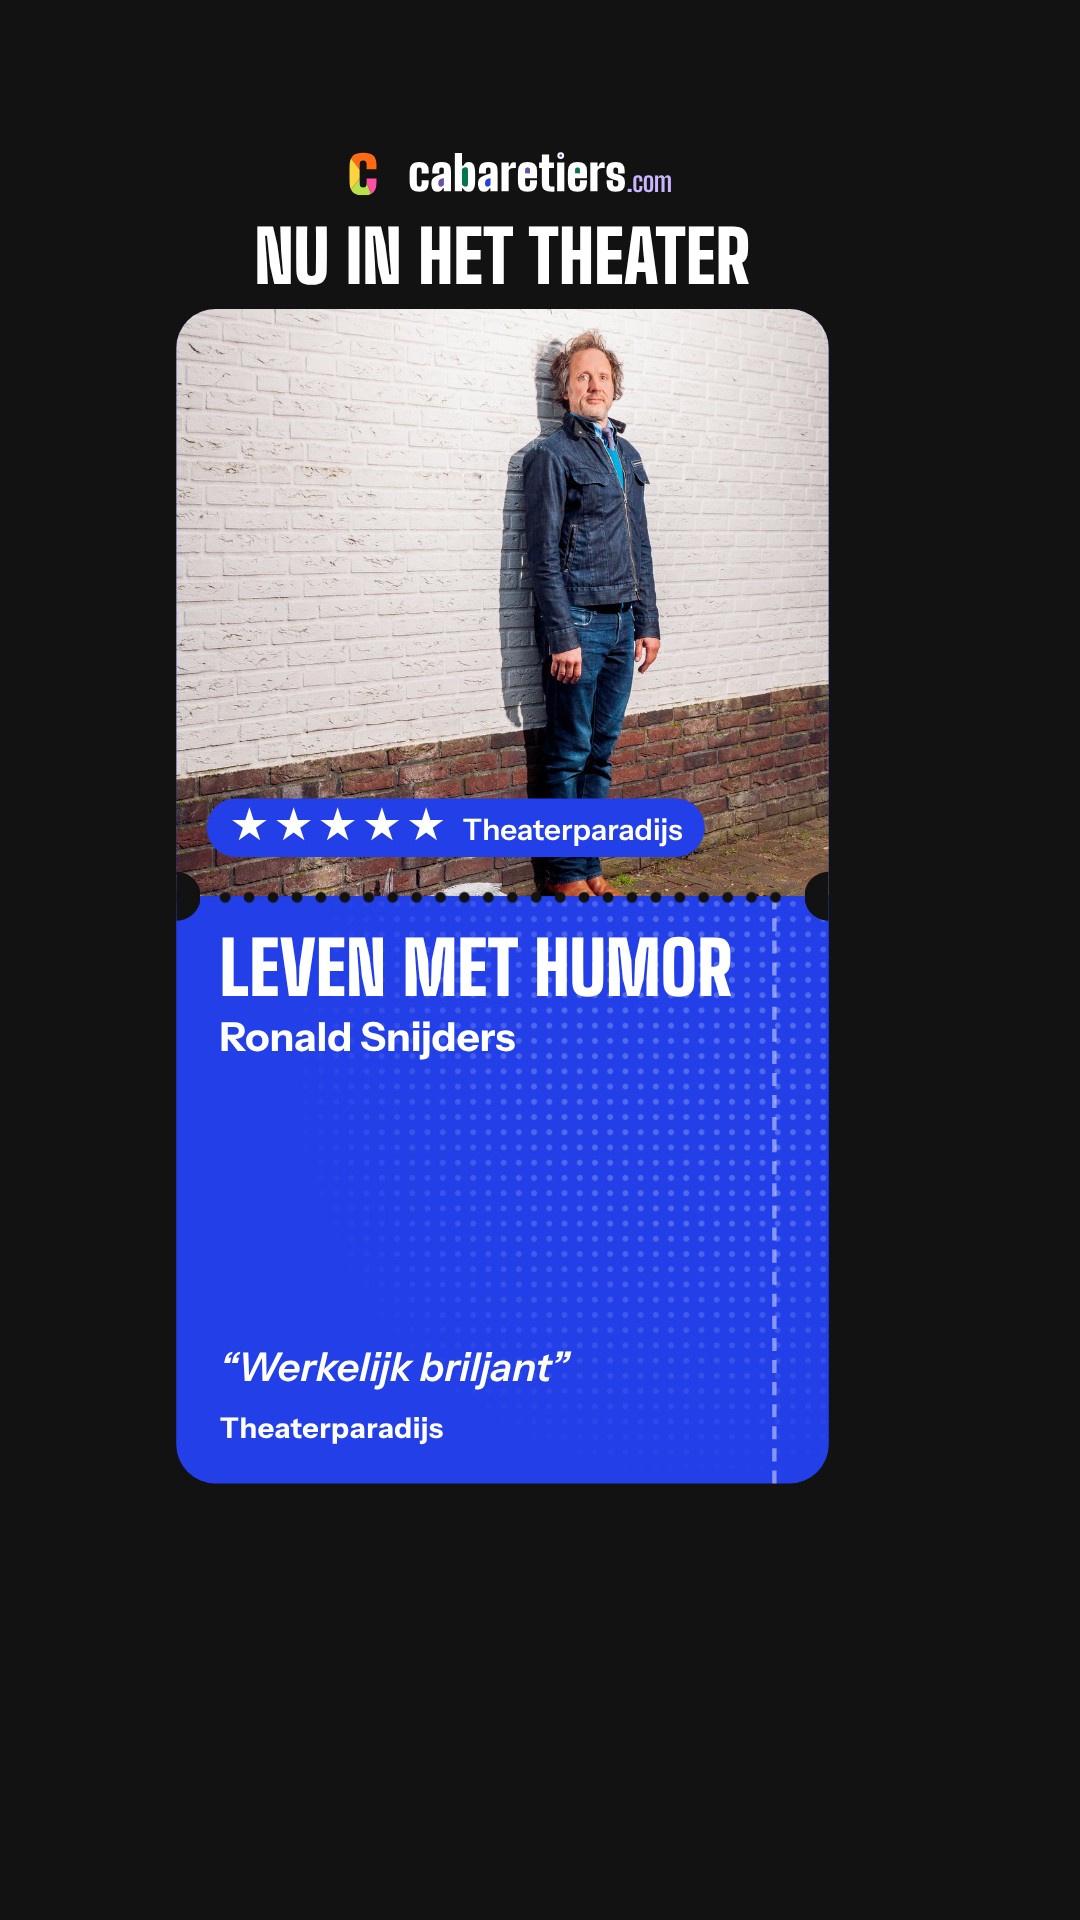 cabaretiers.com
NU IN HET THEATER
★★★★★ Theaterparadijs
LEVEN MET HUMOR
Ronald Snijders
“Werkelijk briljant”
Theaterparadijs